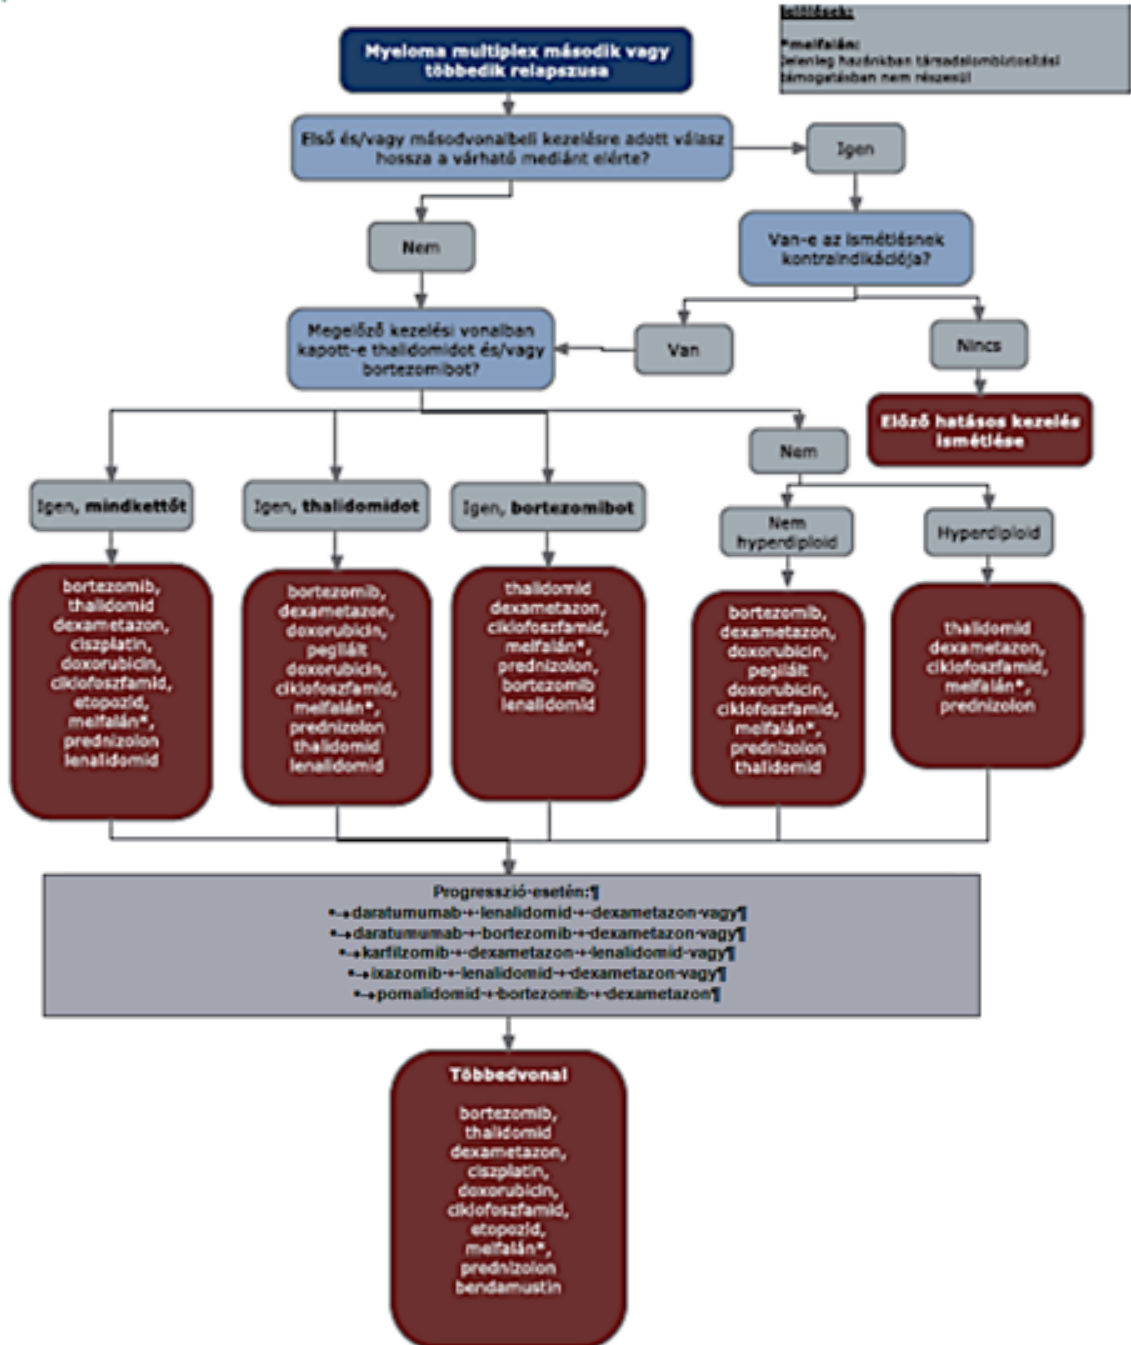 Jelölések:
*melfalán:
Jelenleg hazánkban társadalombiztosítási
támogatásban nem részesül
Myeloma multiplex második vagy
többedik relapszusa
Első és/vagy másodvonalbeli kezelésre adott válasz
hossza a várható mediánt elérte?
Igen
Nem
Van-e az ismétlésnek
kontraindikációja?
Megelőző kezelési vonalban
kapott-e thalidomidot és/vagy
bortezomibot?
Van
Nincs
Előző hatásos kezelés
ismétlése
Nem
Igen, mindkettőt
Igen, thalidomidot
Igen, bortezomibot
Nem
hyperdiploid
Hyperdiploid
bortezomib,
thalidomid
dexametazon,
ciszplatin,
doxorubicin,
ciklofoszfamid,
etopozid,
melfalán*,
prednizolon
lenalidomid
bortezomib,
dexametazon,
doxorubicin,
pegilált
doxorubicin,
ciklofoszfamid,
melfalán*,
prednizolon
thalidomid
lenalidomid
thalidomid
dexametazon,
ciklofoszfamid,
melfalán*,
prednizolon,
bortezomib
lenalidomid
bortezomib,
dexametazon,
doxorubicin,
pegilált
doxorubicin,
ciklofoszfamid,
melfalán*,
prednizolon
thalidomid
thalidomid
dexametazon,
ciklofoszfamid,
melfalán*,
prednizolon
Progresszió·esetén:¶
•→daratumumab·+·lenalidomid·+·dexametazon·vagy¶
•→daratumumab·+·bortezomib·+·dexametazon·vagy¶
•→karfilzomib·+·dexametazon·+·lenalidomid·vagy¶
•→ixazomib·+·lenalidomid·+·dexametazon·vagy¶
•→pomalidomid·+·bortezomib·+·dexametazon¶
Többedvonal
bortezomib,
thalidomid
dexametazon,
ciszplatin,
doxorubicin,
ciklofoszfamid,
etopozid,
melfalán*,
prednizolon
bendamustin